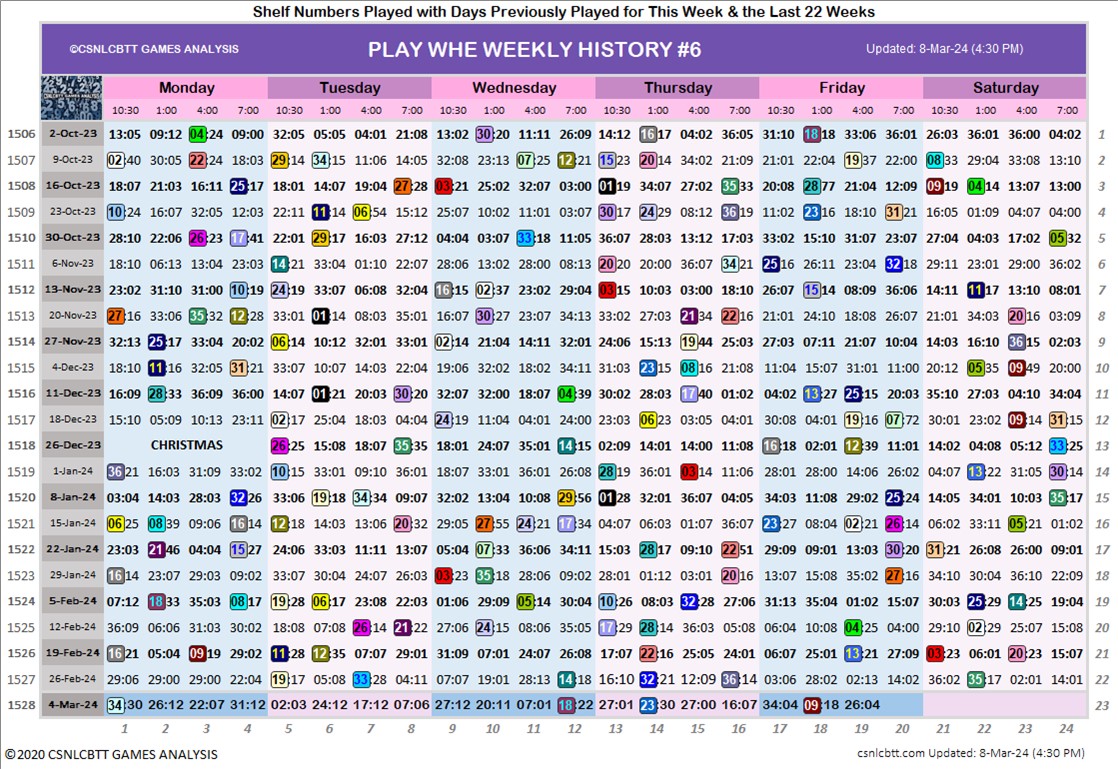 Shelf Numbers Played with Days Previously Played for This Week & the Last 22 Weeks
©CSNLCBTT GAMES ANALYSIS PLAY WHE WEEKLY HISTORY #6 Updated: 8-Mar-24 (4:30 PM)
Monday Tuesday Wednesday Thursday Friday Saturday
10:30 1:00 4:00 7:00 10:30 1:00 4:00 7:00 10:30 1:00 4:00 7:00 10:30 1:00 4:00 7:00 10:30 1:00 4:00 7:00 10:30 1:00 4:00 7:00
1506 2-Oct-23 13:05 09:12 04:24 09:00 32:05 05:05 04:01 21:08 13:02 30:20 11:11 26:09 14:12 16:17 04:02 36:05 31:10 18:18 33:06 36:01 26:03 36:01 36:00 04:02 1
1507 9-Oct-23 02:40 30:05 22:24 18:03 29:14 34:15 11:06 14:05 32:08 23:13 07:25 12:21 15:23 20:14 34:02 21:09 21:01 22:04 19:37 22:00 08:33 29:04 33:08 13:10 2
1508 16-Oct-23 18:07 21:03 16:11 25:17 18:01 14:07 19:04 27:28 03:21 25:02 32:07 03:00 01:19 34:07 27:02 35:33 20:08 28:77 21:04 12:09 09:19 04:14 13:07 13:00 3
1509 23-Oct-23 10:24 16:07 32:05 12:03 22:11 11:14 06:54 15:12 25:07 10:02 11:01 03:07 30:17 24:29 08:12 36:19 11:02 23:16 18:10 31:21 16:05 01:09 04:07 04:00 4
1510 30-Oct-23 28:10 22:06 26:23 17:41 22:01 29:17 16:03 27:12 04:04 03:07 33:18 11:05 36:07 28:03 13:12 17:03 33:02 15:10 31:07 22:07 27:04 04:03 17:02 05:32 5
1511 6-Nov-23 18:10 06:13 13:04 23:03 14:21 33:04 01:10 22:07 28:06 13:02 28:00 08:13 20:20 20:00 36:07 34:21 25:16 26:11 23:04 32:18 29:11 23:01 29:00 36:02 6
1512 13-Nov-23 23:02 31:10 31:00 10:19 24:19 33:07 06:08 32:04 16:15 02:37 23:02 29:04 03:15 10:03 03:00 18:10 26:07 15:14 08:09 36:06 14:11 11:17 13:10 08:01 7
1513 20-Nov-23 27:16 33:06 35:32 12:28 33:01 01:14 08:03 35:01 16:07 30:27 23:07 34:13 33:02 27:03 21:34 22:16 21:01 24:10 18:08 26:07 21:01 34:03 20:16 03:09 8
1514 27-Nov-23 32:13 25:17 33:04 20:02 06:14 10:12 32:01 33:01 02:14 21:04 14:11 32:01 24:06 15:13 19:44 25:03 27:03 07:11 21:07 10:04 14:03 16:10 36:15 02:03 9
1515 4-Dec-23 18:10 11:16 32:05 31:21 33:07 10:07 14:03 22:04 19:06 32:02 18:02 34:11 31:03 23:15 08:16 21:08 11:04 15:07 31:01 11:00 20:12 05:35 09:49 20:00 10
1516 11-Dec-23 16:09 28:33 36:09 36:00 14:07 01:21 20:03 30:21 32:07 32:00 18:07 04:39 30:02 28:03 17:40 01:03 04:02 13:27 25:15 20:03 35:10 27:03 04:10 34:04 11
1517 18-Dec-23 15:10 05:09 10:13 23:11 02:17 25:04 18:03 04:03 24:19 11:10 04:01 05:03 23:03 06:23 05:01 23:01 30:08 04:01 19:16 07:72 30:01 23:02 09:14 31:15 12
1518 26-Dec-23 CHRISTMAS 26:25 15:08 18:07 35:35 18:01 24:07 35:01 14:15 02:09 14:01 14:00 11:08 16:18 02:01 12:39 11:01 14:02 04:08 05:12 33:25 13
1519 1-Jan-24 36:21 16:03 31:09 33:02 10:15 33:01 09:10 36:01 18:07 33:01 36:01 26:08 28:19 36:01 03:14 11:06 28:01 21:00 14:06 26:02 04:07 13:22 31:05 30:14 14
1520 8-Jan-24 03:04 14:03 28:03 32:26 33:06 19:18 34:34 09:07 32:02 13:04 10:08 29:56 01:28 32:01 36:07 04:05 34:03 11:08 29:02 25:24 14:05 34:01 10:03 35:17 15
1521 15-Jan-24 06:25 08:39 09:06 16:14 12:18 14:03 13:06 20:32 29:05 27:55 24:21 17:34 04:07 06:03 01:07 36:07 23:27 08:04 02:21 26:14 06:02 33:11 05:21 01:02 16
1522 22-Jan-24 23:03 21:46 04:04 15:27 24:06 33:03 11:11 13:07 05:04 07:33 36:06 34:11 15:03 28:17 09:10 22:51 29:09 09:01 13:03 30:20 31:21 26:08 26:00 09:01 17
1523 29-Jan-24 16:14 23:07 29:08 09:02 33:07 30:04 24:07 26:03 03:23 35:18 28:06 09:02 28:01 01:12 03:01 20:16 18:07 13:08 35:02 27:16 34:10 30:04 36:10 22:09 18
1524 5-Feb-24 07:12 18:33 35:03 08:17 19:28 06:17 23:08 22:03 01:06 29:09 05:14 30:04 10:26 08:03 32:28 27:06 31:13 35:04 01:02 15:07 30:03 25:29 14:25 19:04 19
1525 12-Feb-24 36:09 06:06 31:03 30:02 18:08 07:08 26:14 21:22 27:06 24:15 08:06 30:05 17:29 28:14 36:03 05:08 06:04 10:08 04:25 04:00 29:10 02:29 25:07 15:08 20
1526 19-Feb-24 16:21 05:04 09:19 29:02 11:28 12:35 07:07 29:01 31:09 07:01 24:07 26:08 17:07 22:16 25:05 24:01 06:07 25:01 13:21 27:09 03:23 06:01 20:23 15:07 21
1527 26-Feb-24 29:06 29:00 29:00 22:04 19:17 05:08 33:28 04:11 07:07 19:01 28:13 14:18 16:10 32:21 12:09 36:14 03:06 28:02 02:13 14:02 36:02 35:17 02:01 14:01 22
1528 4-Mar-24 34:30 26:12 22:07 31:12 02:03 24:12 17:12 07:06 27:12 20:11 07:01 18:22 27:01 23:30 27:00 16:07 34:04 09:18 26:04 23
1 2 3 4 5 6 7 8 9 10 11 12 13 14 15 16 17 18 19 20 21 22 23 24
©2020 CSNLCBTT GAMES ANALYSIS csnlcbtt.com Updated: 8-Mar-24 (4:30 PM)